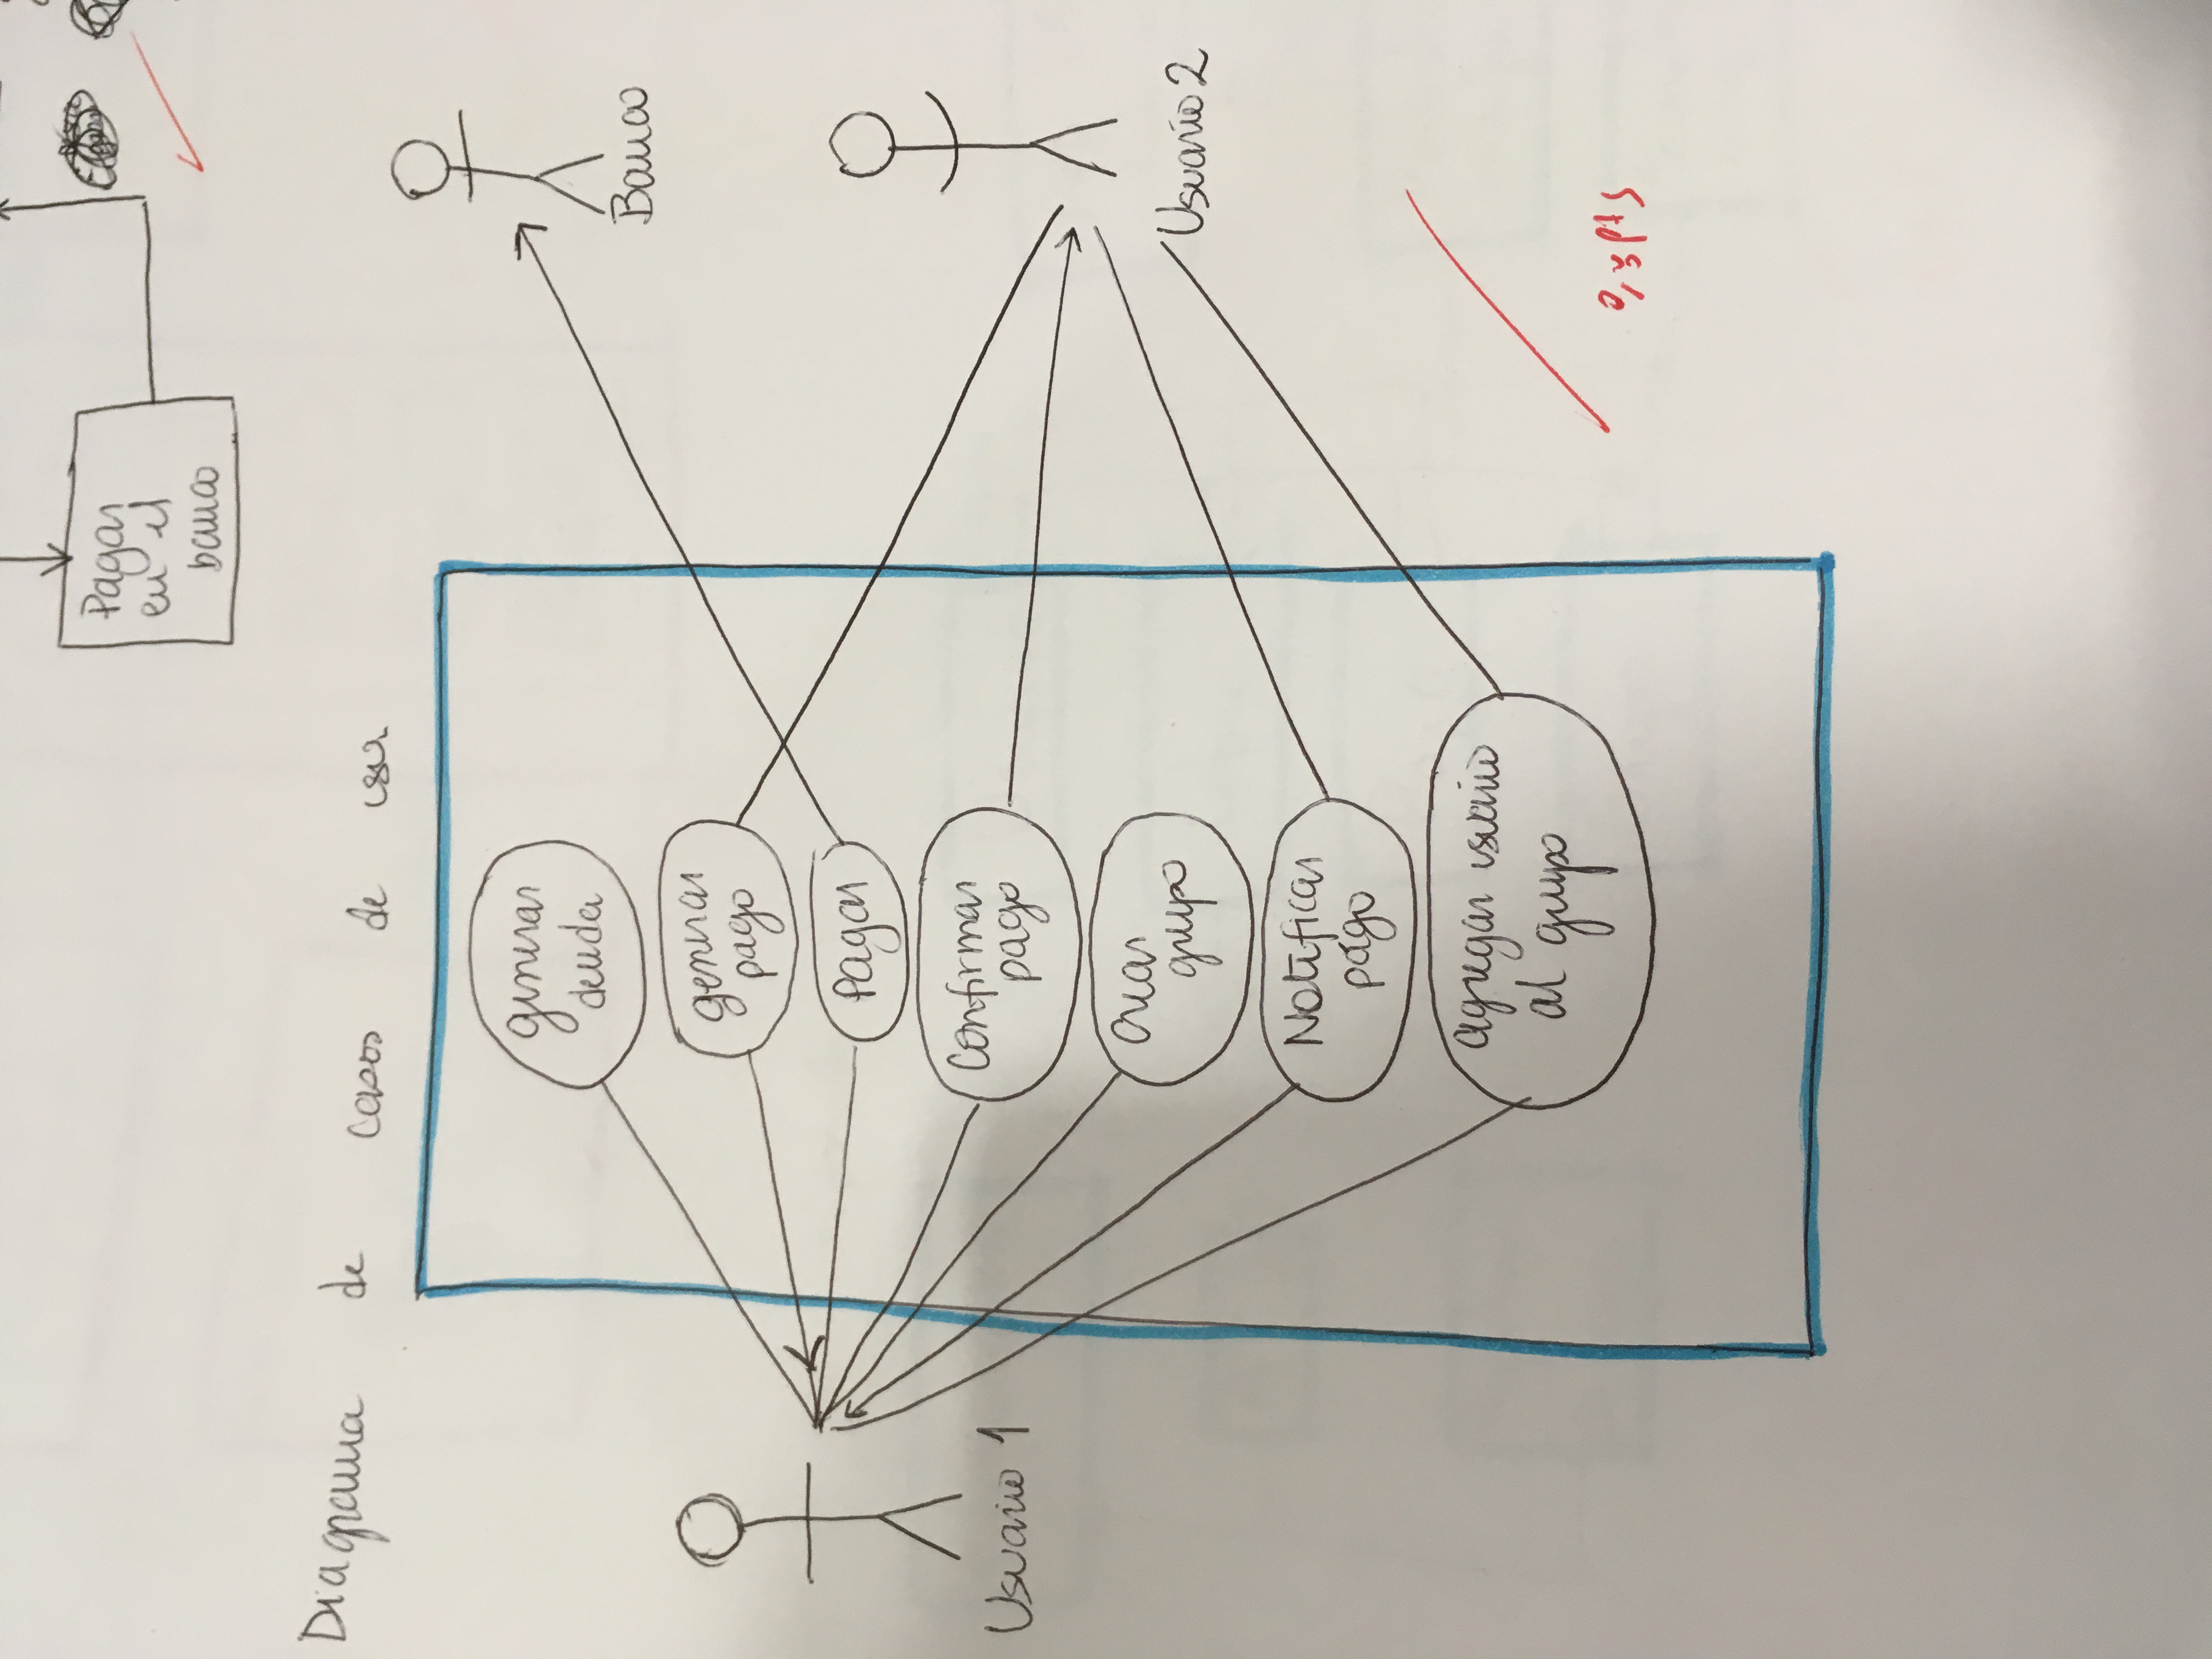 Pagar
en el
banco
Diagrama de casos de uso
generar
deuda
generar
pago
Pagar
Confirmar
pago
Crear
grupo
Notificar
pago
agregar usuario
al grupo
Usuario 1
Banco
Usuario 2
0,5 pts